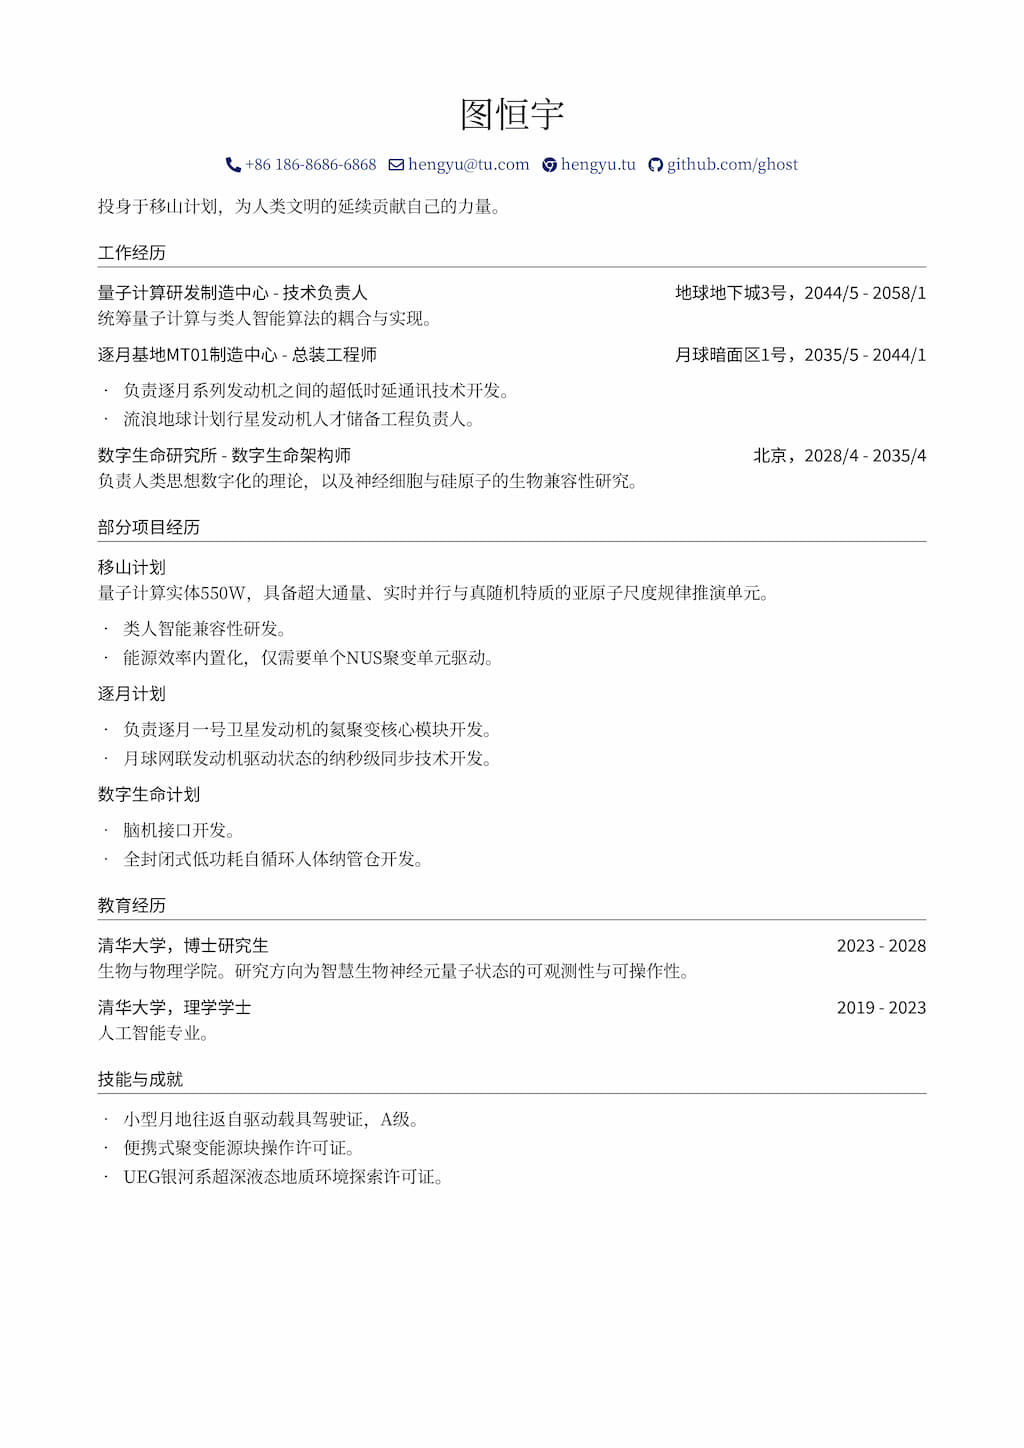 图恒宇
+86 186-8686-6868 hengyu@tu.com hengyu.tu github.com/ghost
投身于移山计划，为人类文明的延续贡献自己的力量。
工作经历
量子计算研发制造中心 - 技术负责人 地球地下城3号，2044/5 - 2058/1
统筹量子计算与类人智能算法的耦合与实现。
逐月基地MT01制造中心 - 总装工程师 月球暗面区1号，2035/5 - 2044/1
· 负责逐月系列发动机之间的超低时延通讯技术开发。
· 流浪地球计划行星发动机人才储备工程负责人。
数字生命研究所 - 数字生命架构师 北京，2028/4 - 2035/4
负责人类思想数字化的理论，以及神经细胞与硅原子的生物兼容性研究。
部分项目经历
移山计划
量子计算实体550W，具备超大通量、实时并行与真随机特质的亚原子尺度规律推演单元。
· 类人智能兼容性研发。
· 能源效率内置化，仅需要单个NUS聚变单元驱动。
逐月计划
· 负责逐月一号卫星发动机的氦聚变核心模块开发。
· 月球网联发动机驱动状态的纳秒级同步技术开发。
数字生命计划
· 脑机接口开发。
· 全封闭式低功耗自循环人体纳管仓开发。
教育经历
清华大学，博士研究生 2023 - 2028
生物与物理学院。研究方向为智慧生物神经元量子状态的可观测性与可操作性。
清华大学，理学学士 2019 - 2023
人工智能专业。
技能与成就
· 小型月地往返自驱动载具驾驶证，A级。
· 便携式聚变能源块操作许可证。
· UEG银河系超深液态地质环境探索许可证。